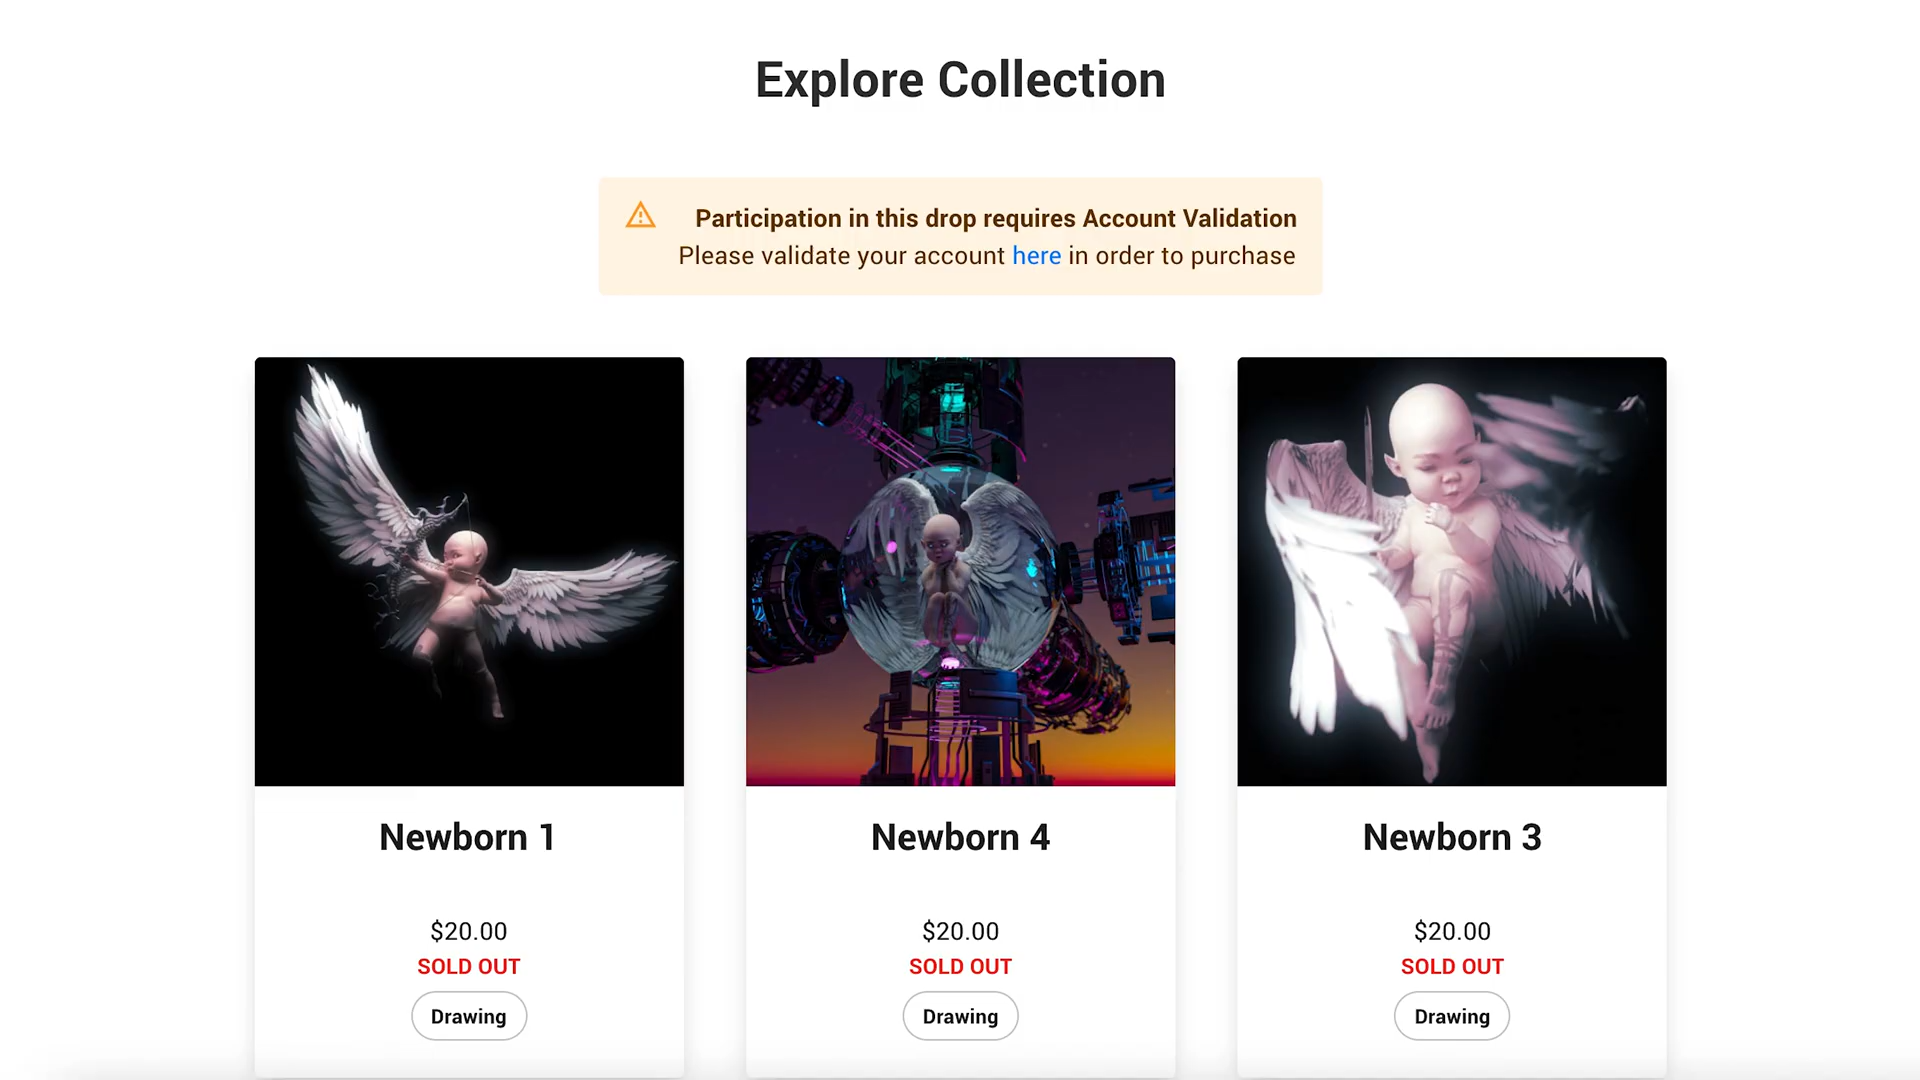 Explore Collection
Participation in this drop requires Account Validation
Please validate your account here in order to purchase
Newborn 1
$20.00
SOLD OUT
Drawing
Newborn 4
$20.00
SOLD OUT
Drawing
Newborn 3
$20.00
SOLD OUT
Drawing